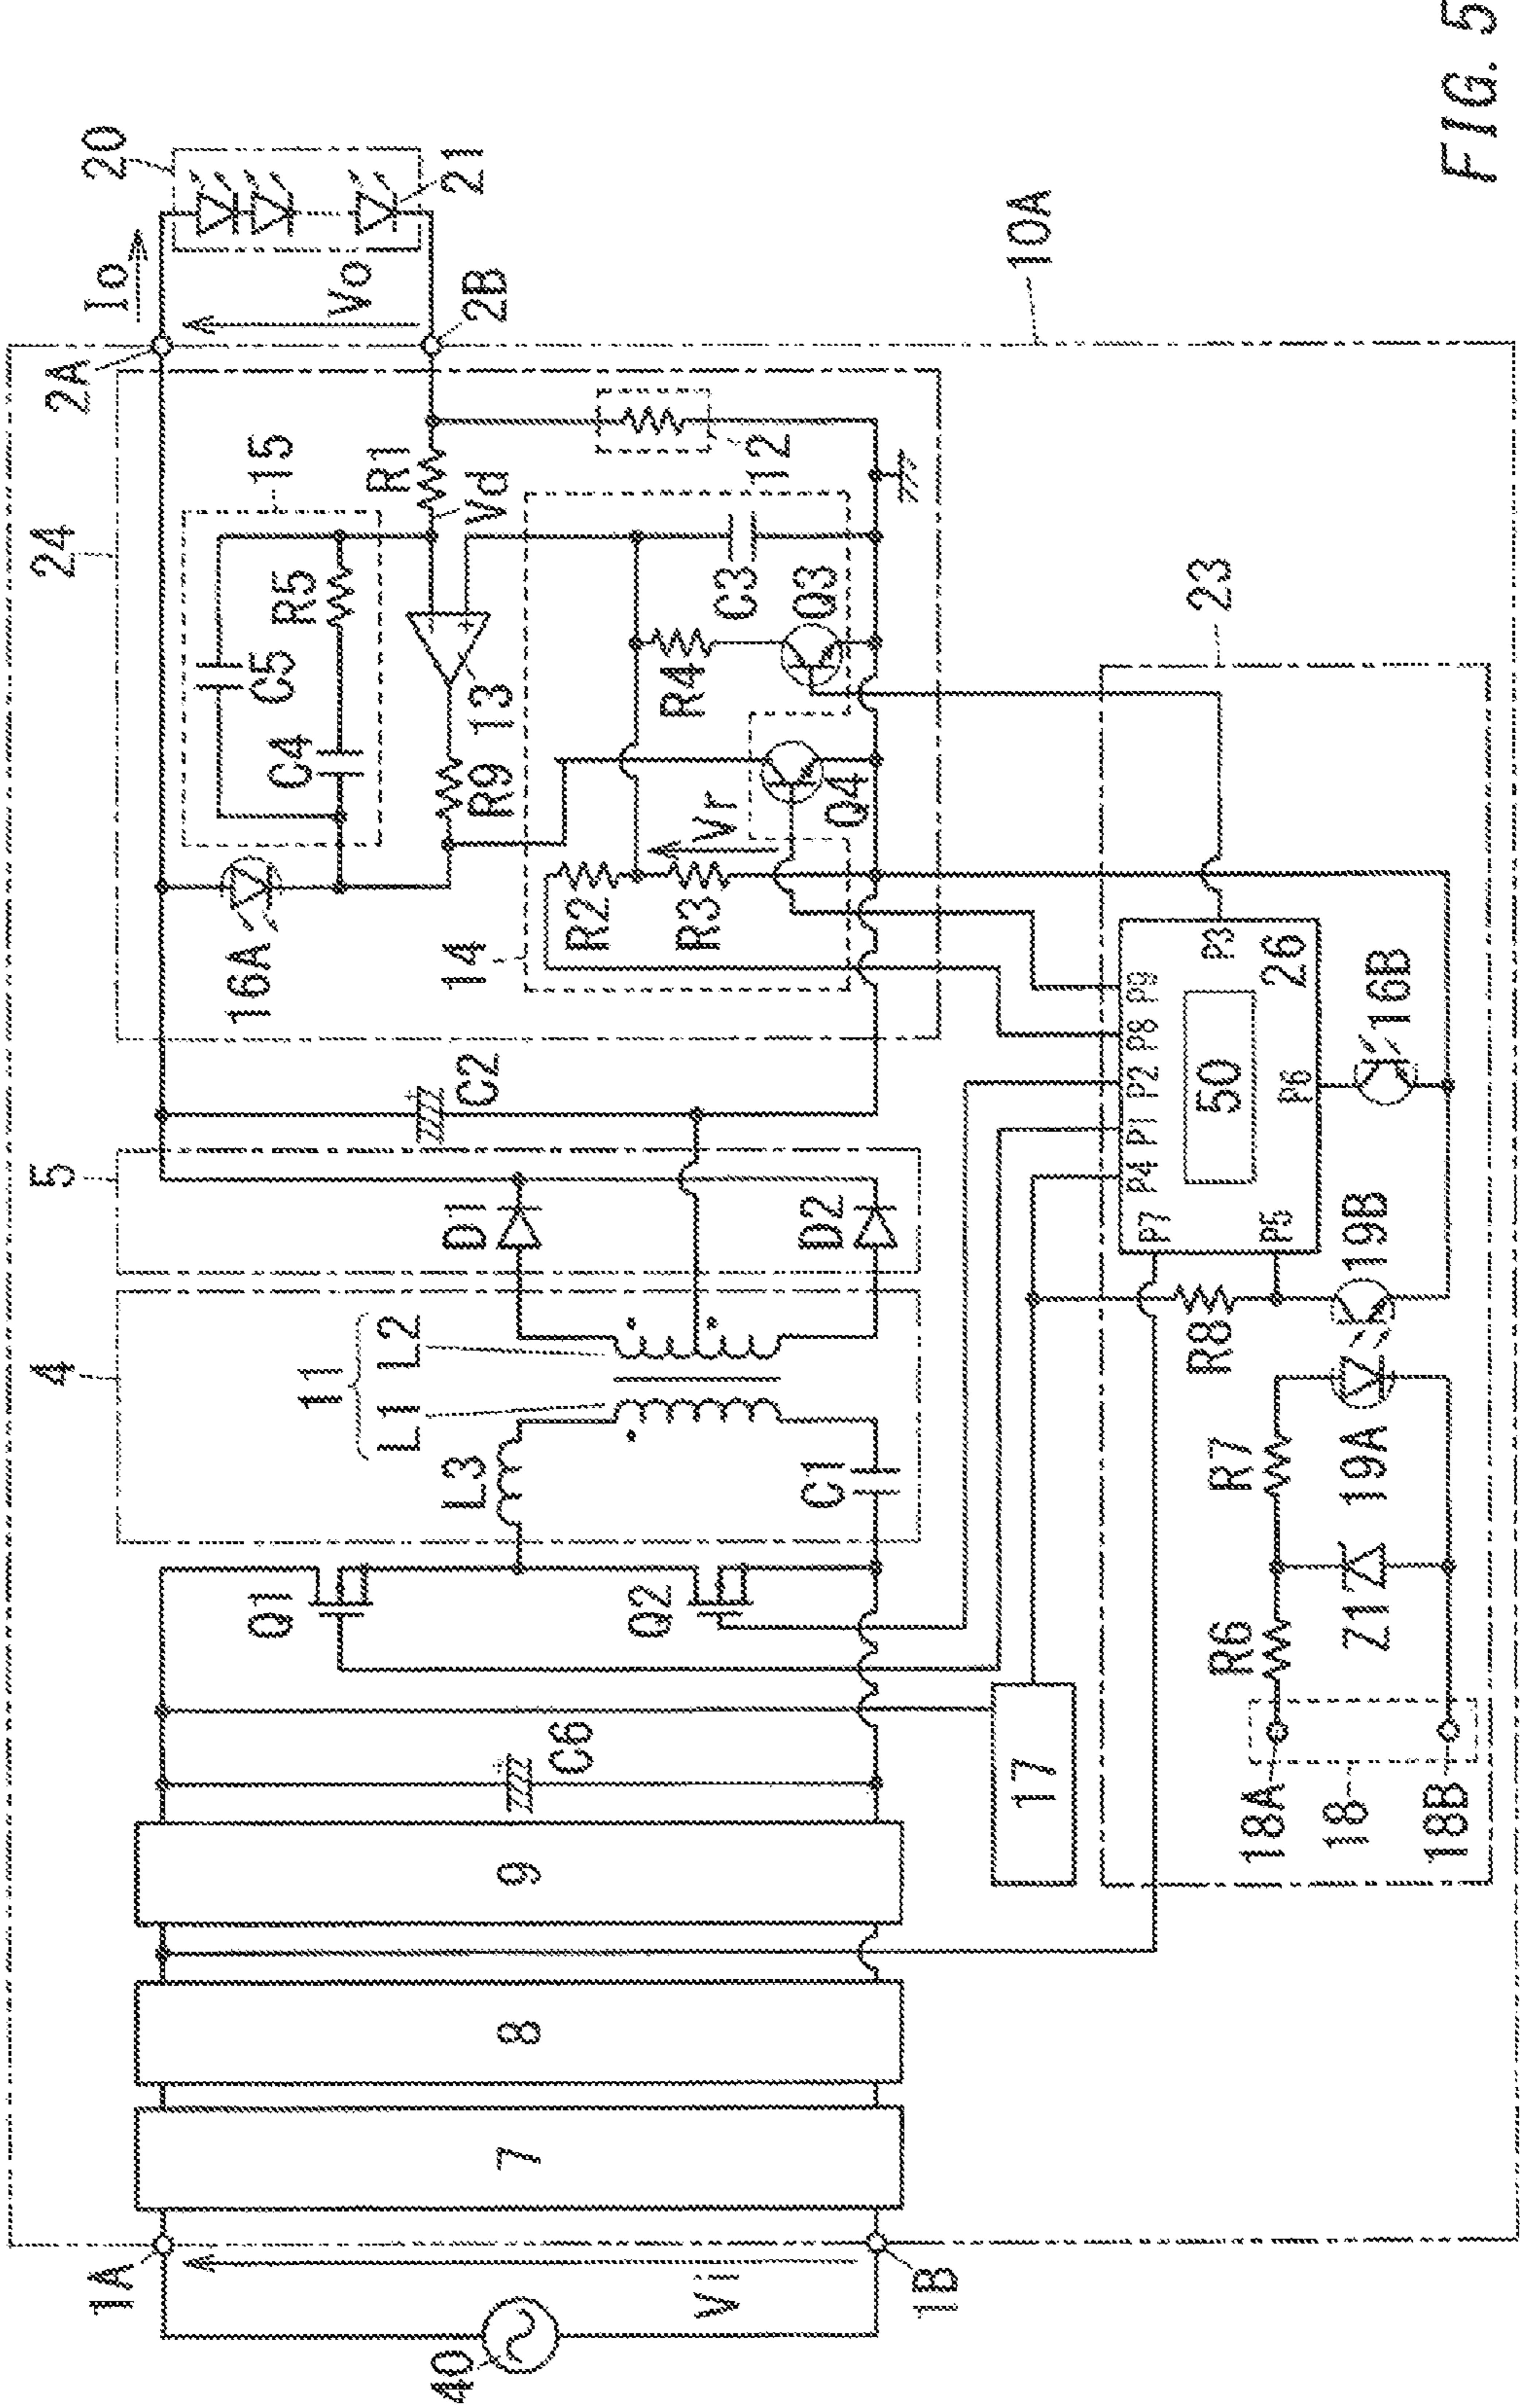 24
20
Io
2A
15
5
4
11
L1
L2
16A
C5
R5
C4
R1
Vd
Vo
21
2B
1A
Q1
L3
D1
C2
14
R9
13
12
40
7
8
9
C6
Q2
C1
D2
R2
R3
Vr
Q4
R4
C3
Q3
Vi
1B
17
10A
23
P7
P4
P1
P2
P8
P9
P3
50
26
P5
P6
R6
R7
R8
18A
18
18B
Z1
19A
19B
16B
FIG. 5